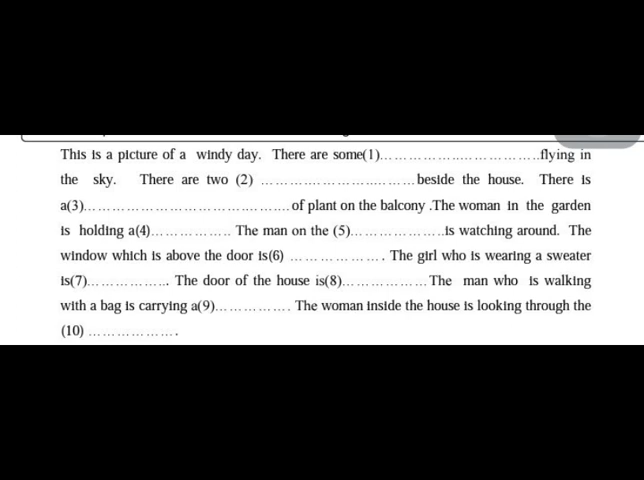 This is a picture of a windy day. There are some(1)……………………………..flying in
the sky. There are two (2) ……………………………beside the house. There is
a(3)…………………………………….of plant on the balcony .The woman in the garden
is holding a(4)……………… The man on the (5)………………..is watching around. The
window which is above the door is(6) ………………. The girl who is wearing a sweater
is(7)……………….. The door of the house is(8)………………The man who is walking
with a bag is carrying a(9)……………. The woman inside the house is looking through the
(10) ……………….